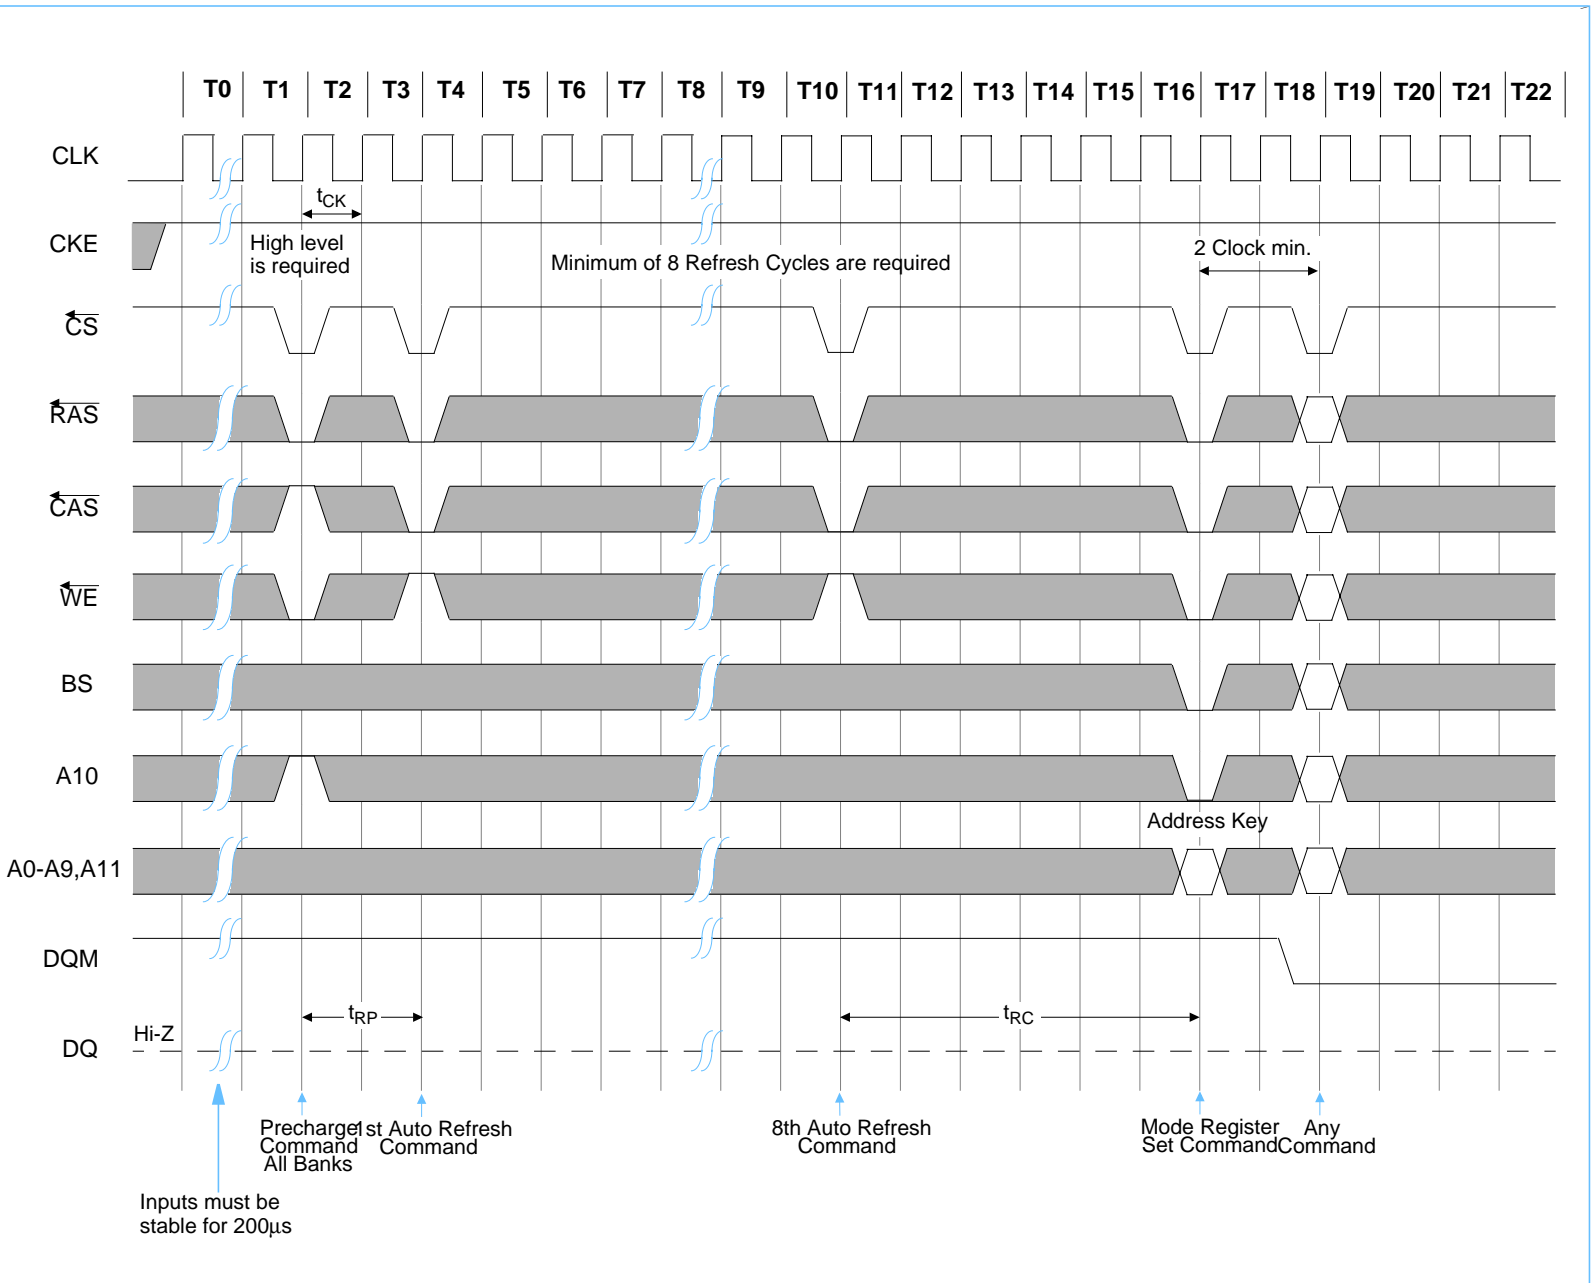 T0 T1 T2 T3 T4 T5 T6 T7 T8 T9 T10 T11 T12 T13 T14 T15 T16 T17 T18 T19 T20 T21 T22
CLK
tCK
CKE
High level
is required
Minimum of 8 Refresh Cycles are required
2 Clock min.
CS
RAS
CAS
WE
BS
A10
Address Key
A0-A9,A11
DQM
tRP
tRC
Hi-Z
DQ
Precharge
Command
All Banks
1st Auto Refresh
Command
8th Auto Refresh
Command
Mode Register
Set Command
Any
Command
Inputs must be
stable for 200µs